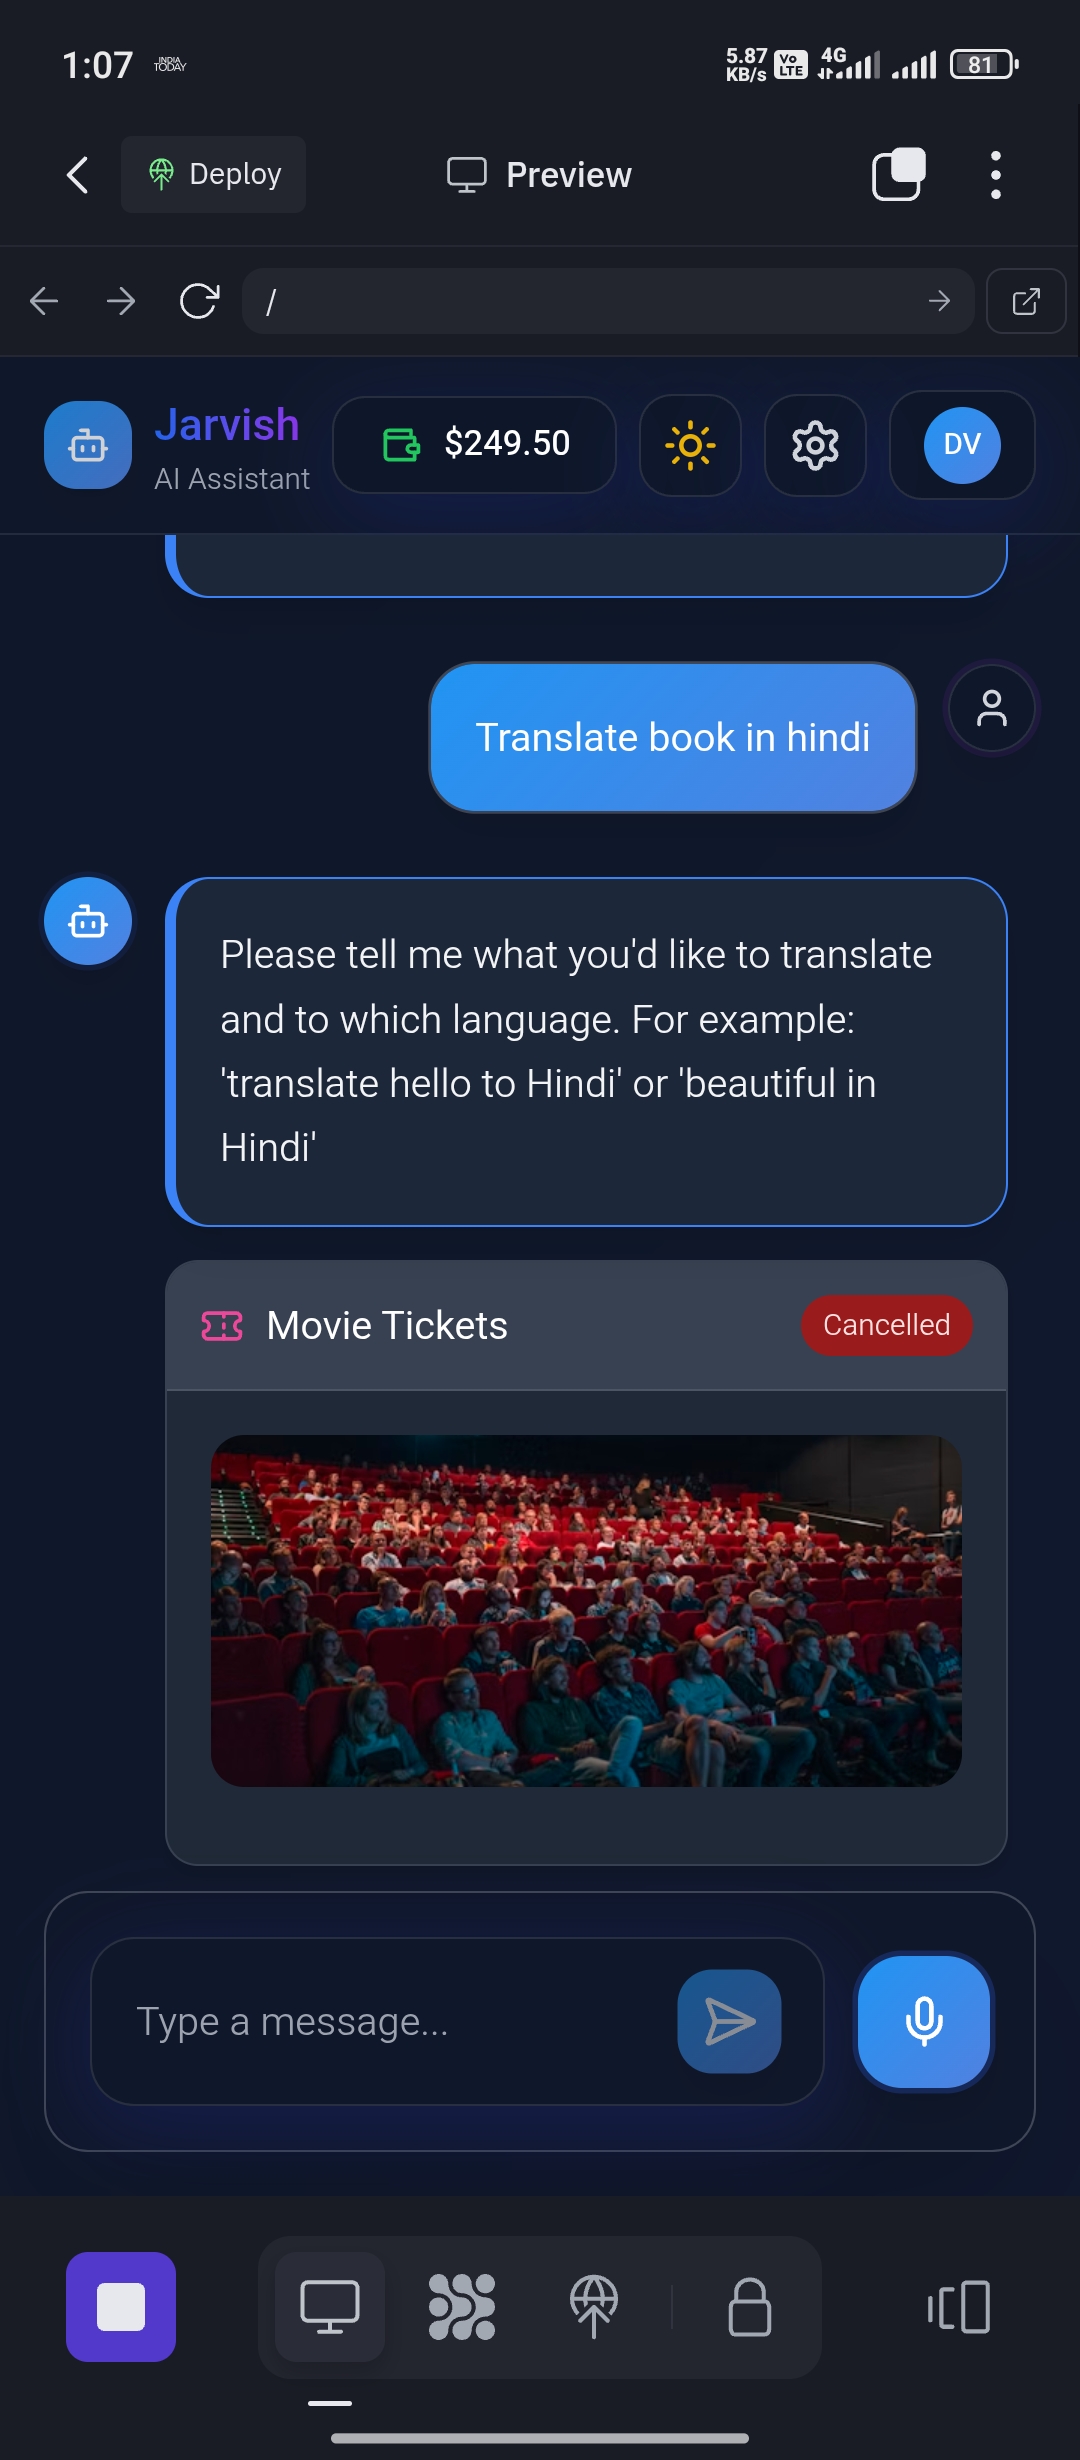 1:07
INDIA
TODAY
5.87
KB/s
Vo
LTE
4G
81
Deploy
Preview
/
Jarvish
AI Assistant
$249.50
DV
Translate book in hindi
Please tell me what you'd like to translate
and to which language. For example:
'translate hello to Hindi' or 'beautiful in
Hindi'
Movie Tickets
Cancelled
Type a message...